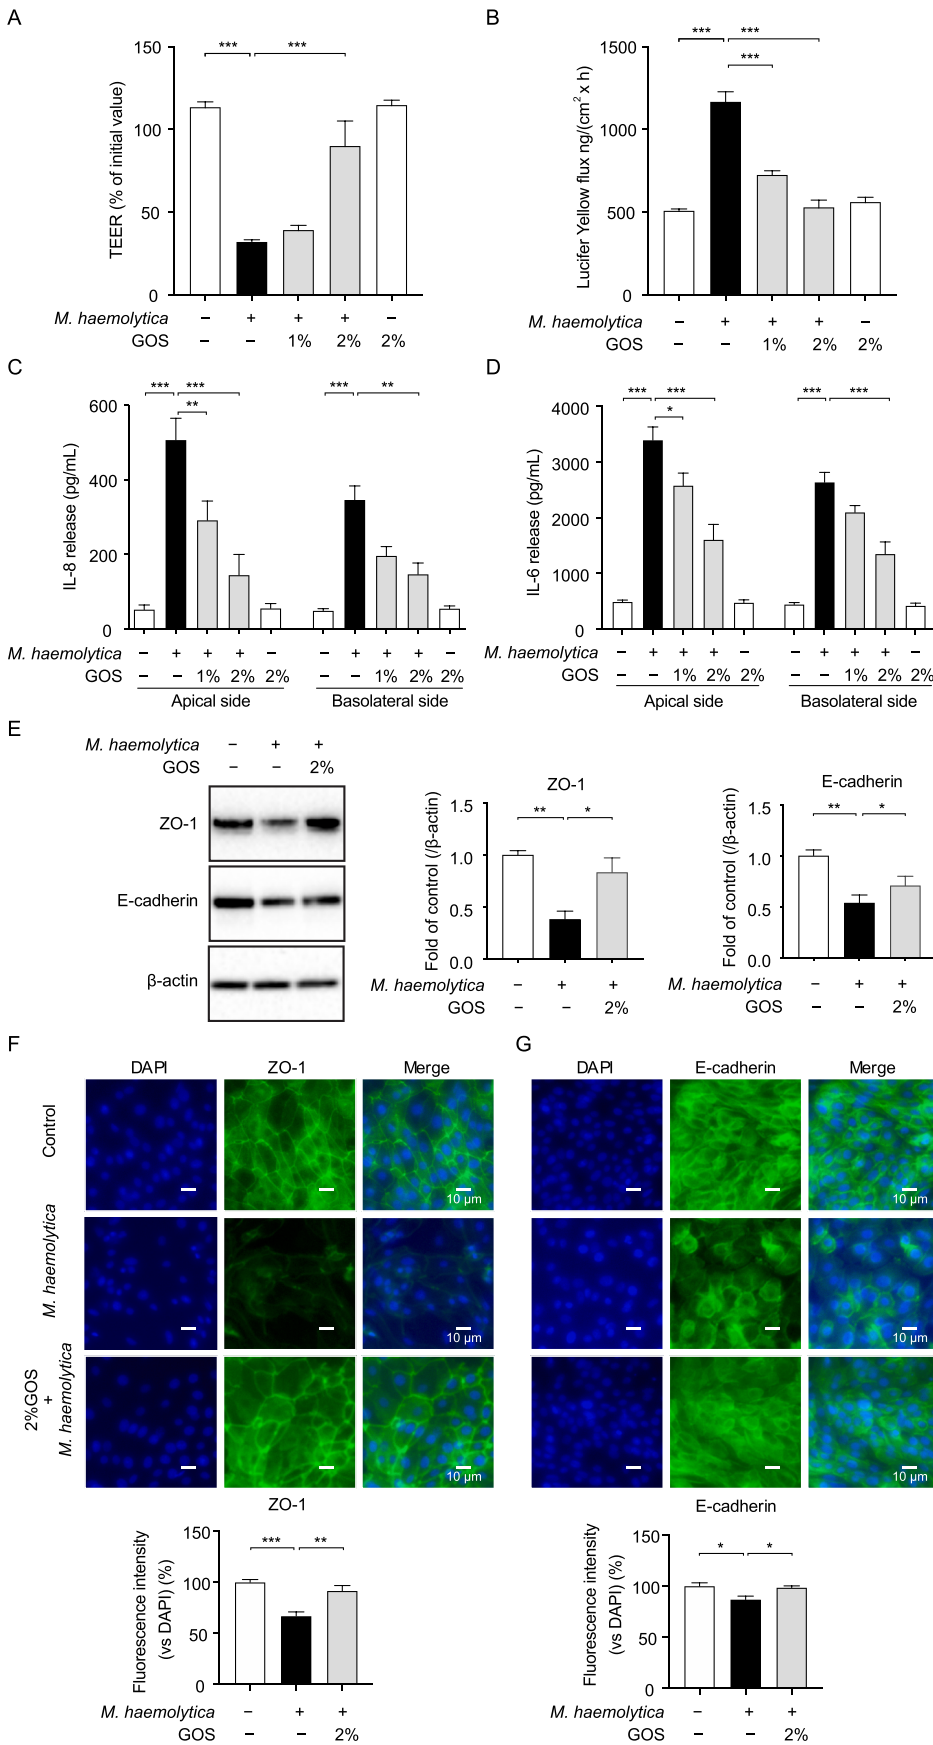 A
TEER (% of initial value)
150
100
50
0
*** ***
M. haemolytica – + + + –
GOS – – 1% 2% 2%
B
Lucifer Yellow flux ng/(cm² x h)
1500
1000
500
0
*** ***
***
M. haemolytica – + + + –
GOS – – 1% 2% 2%
C
IL-8 release (pg/mL)
600
400
200
0
*** *** *** **
**
M. haemolytica – + + + – – + + + –
GOS – – 1% 2% 2% – – 1% 2% 2%
Apical side Basolateral side
D
IL-6 release (pg/mL)
4000
3000
2000
1000
0
*** *** *** ***
*
M. haemolytica – + + + – – + + + –
GOS – – 1% 2% 2% – – 1% 2% 2%
Apical side Basolateral side
E
M. haemolytica – + +
GOS – – 2%
ZO-1
E-cadherin
β-actin
ZO-1
Fold of control (/β-actin)
1.5
1.0
0.5
0.0
** *
M. haemolytica – + +
GOS – – 2%
E-cadherin
Fold of control (/β-actin)
1.5
1.0
0.5
0.0
** *
M. haemolytica – + +
GOS – – 2%
F
DAPI ZO-1 Merge
Control
10 µm
M. haemolytica
10 µm
2%GOS
+
M. haemolytica
10 µm
ZO-1
Fluorescence intensity
(vs DAPI) (%)
150
100
50
0
*** **
M. haemolytica – + +
GOS – – 2%
G
DAPI E-cadherin Merge
10 µm
10 µm
10 µm
E-cadherin
Fluorescence intensity
(vs DAPI) (%)
150
100
50
0
* *
M. haemolytica – + +
GOS – – 2%